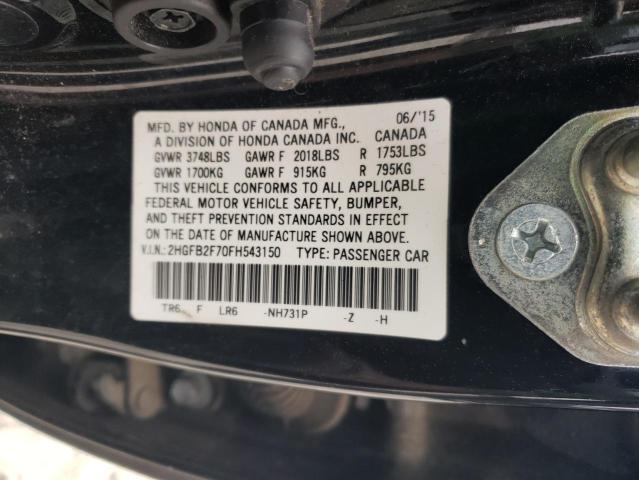 MFD. BY HONDA OF CANADA MFG., 06/'15
A DIVISION OF HONDA CANADA INC. CANADA
GVWR 3748LBS GAWR F 2018LBS R 1753LBS
GVWR 1700KG GAWR F 915KG R 795KG
THIS VEHICLE CONFORMS TO ALL APPLICABLE
FEDERAL MOTOR VEHICLE SAFETY, BUMPER,
AND THEFT PREVENTION STANDARDS IN EFFECT
ON THE DATE OF MANUFACTURE SHOWN ABOVE.
V.I.N.: 2HGFB2F70FH543150 TYPE: PASSENGER CAR
TR6 F LR6 -NH731P -Z -H